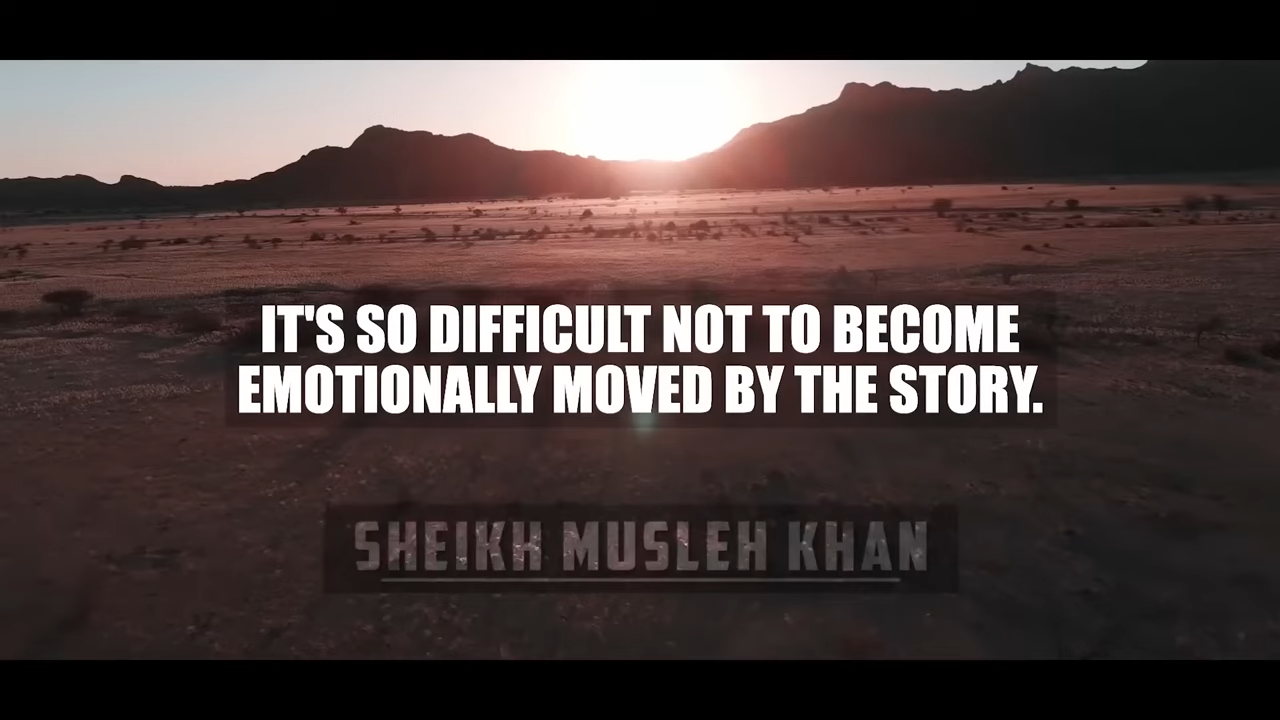 IT'S SO DIFFICULT NOT TO BECOME
EMOTIONALLY MOVED BY THE STORY.
SHEIKH MUSLEH KHAN